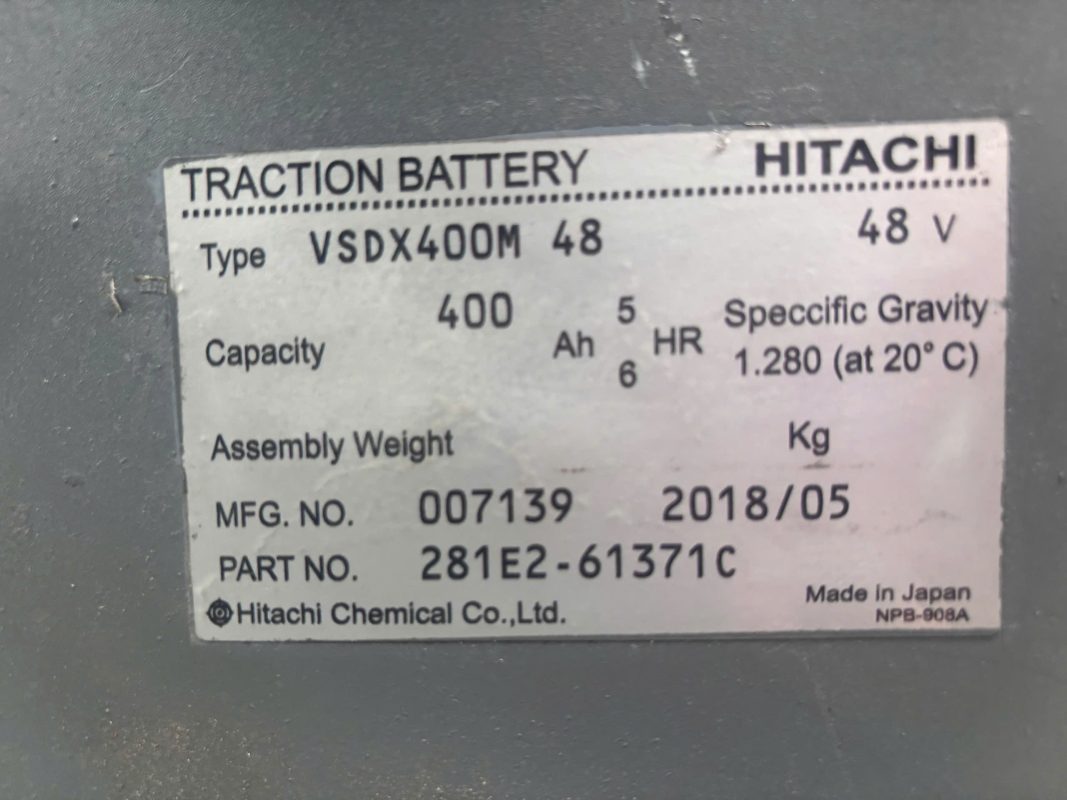 TRACTION BATTERY HITACHI
Type VSDX400M 48 48 V
Capacity 400 Ah 5 6 HR Speccific Gravity
1.280 (at 20° C)
Assembly Weight Kg
MFG. NO. 007139 2018/05
PART NO. 281E2-61371C
Hitachi Chemical Co.,Ltd. Made in Japan
NPB-908A